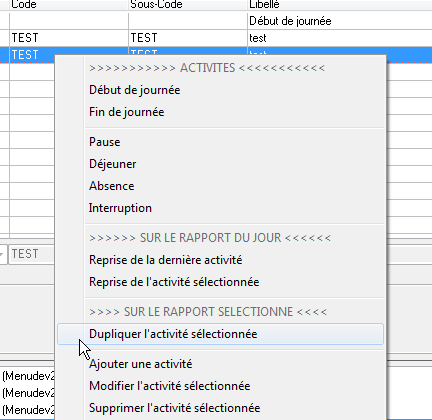 Code Sous-Code Libellé
Début de journée
TEST TEST test
TEST TEST
>>>>>>>>>>> ACTIVITES <<<<<<<<<<<
Début de journée
Fin de journée
Pause
Déjeuner
Absence
Interruption
>>>>>> SUR LE RAPPORT DU JOUR <<<<<<
TEST
Reprise de la dernière activité
Reprise de l'activité sélectionnée
>>>> SUR LE RAPPORT SELECTIONNE <<<<
Dupliquer l'activité sélectionnée
Ajouter une activité
(Menudev2
Modifier l'activité sélectionnée
(Menudev2
Supprimer l'activité sélectionnée
(Menudev2